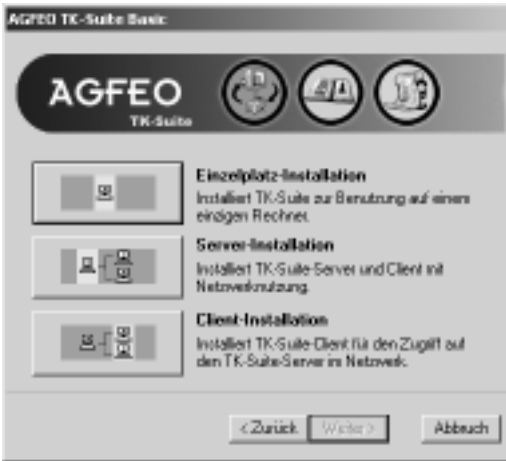 AGFEO TK-Suite Basic
AGFEO
TK-Suite
Einzelplatz-Installation
Installiert TK-Suite zur Benutzung auf einem
einzigen Rechner.
Server-Installation
Installiert TK-Suite-Server und Client mit
Netzwerknutzung.
Client-Installation
Installiert TK-Suite-Client für den Zugriff auf
den TK-Suite-Server im Netzwerk.
<Zurück Weiter> Abbruch